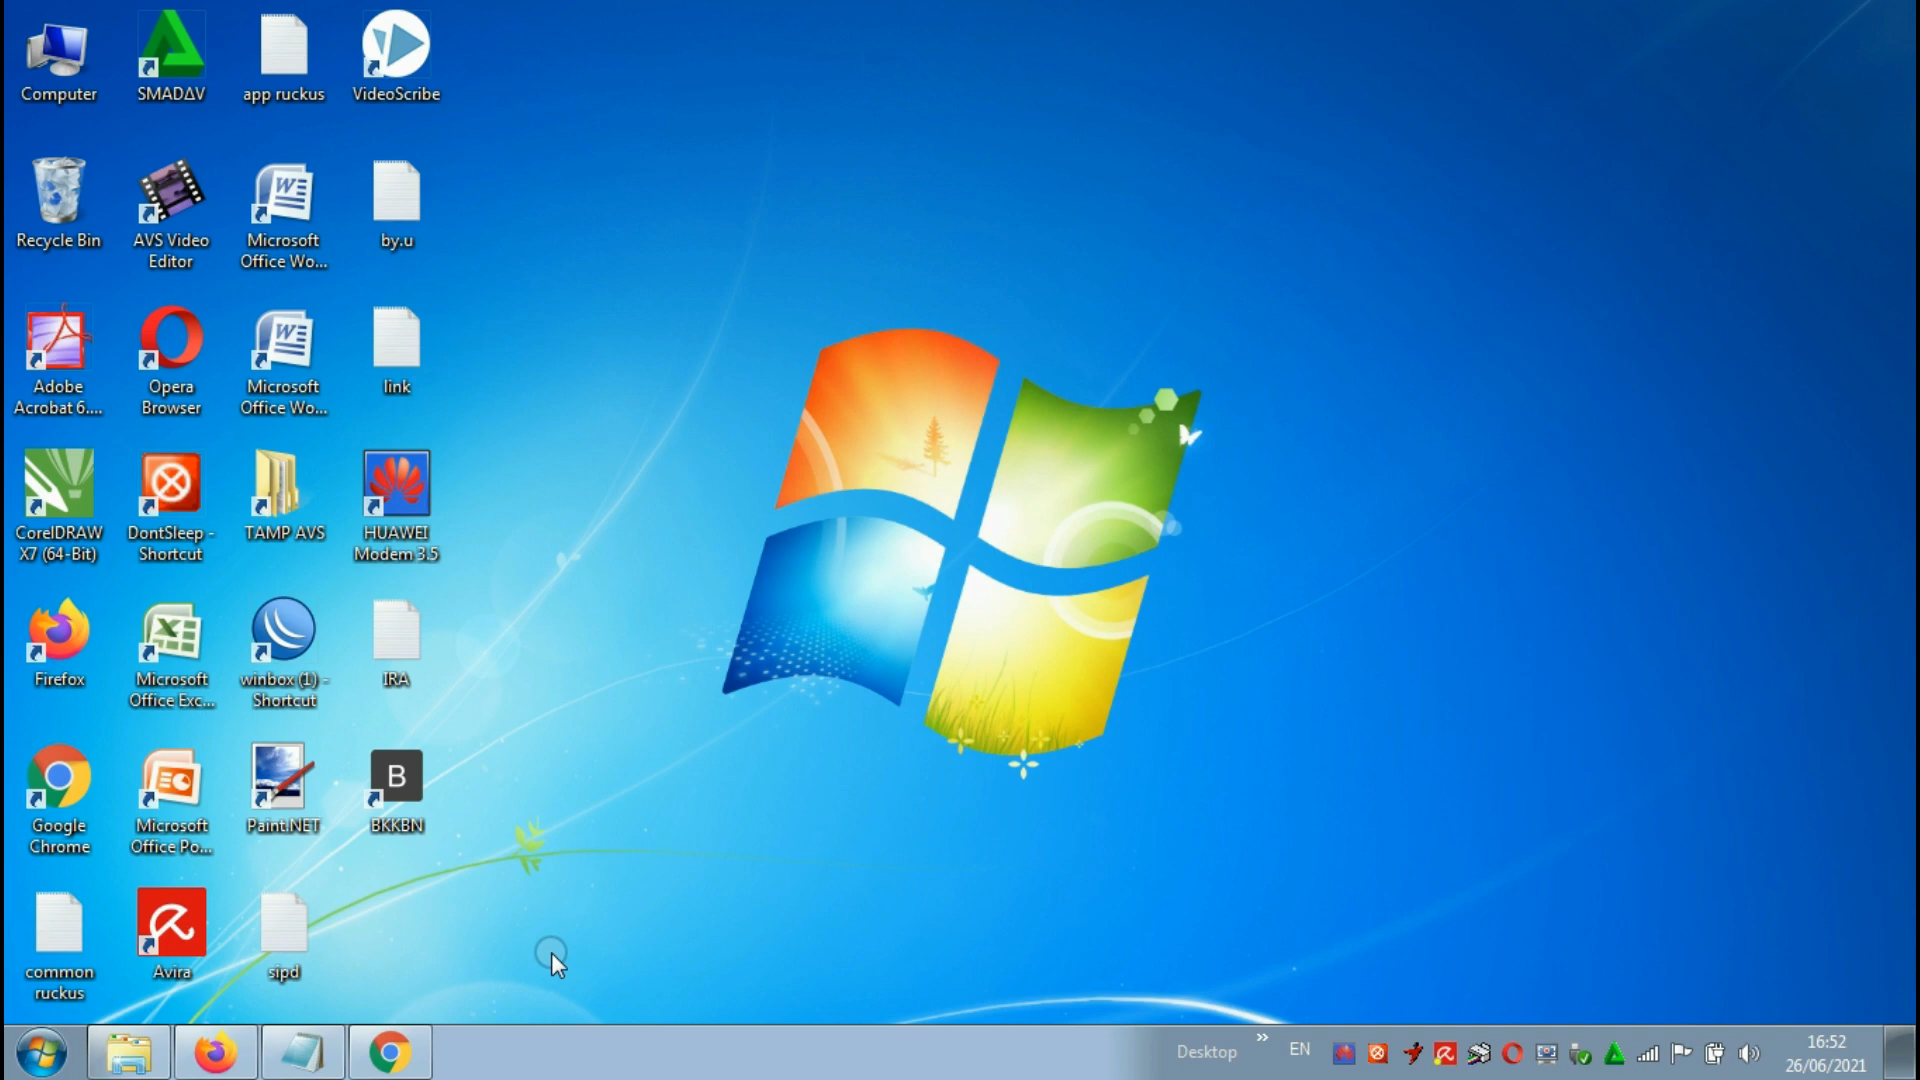 Computer
SMADΔV
app ruckus
VideoScribe
Recycle Bin
AVS Video
Editor
Microsoft
Office Wo...
by.u
Adobe
Acrobat 6....
Opera
Browser
Microsoft
Office Wo...
link
CorelDRAW
X7 (64-Bit)
DontSleep -
Shortcut
TAMP AVS
HUAWEI
Modem 3.5
Firefox
Microsoft
Office Exc...
winbox (1) -
Shortcut
IRA
Google
Chrome
Microsoft
Office Po...
Paint.NET
B
BKKBN
common
ruckus
Avira
sipd
Desktop
»
EN
16:52
26/06/2021